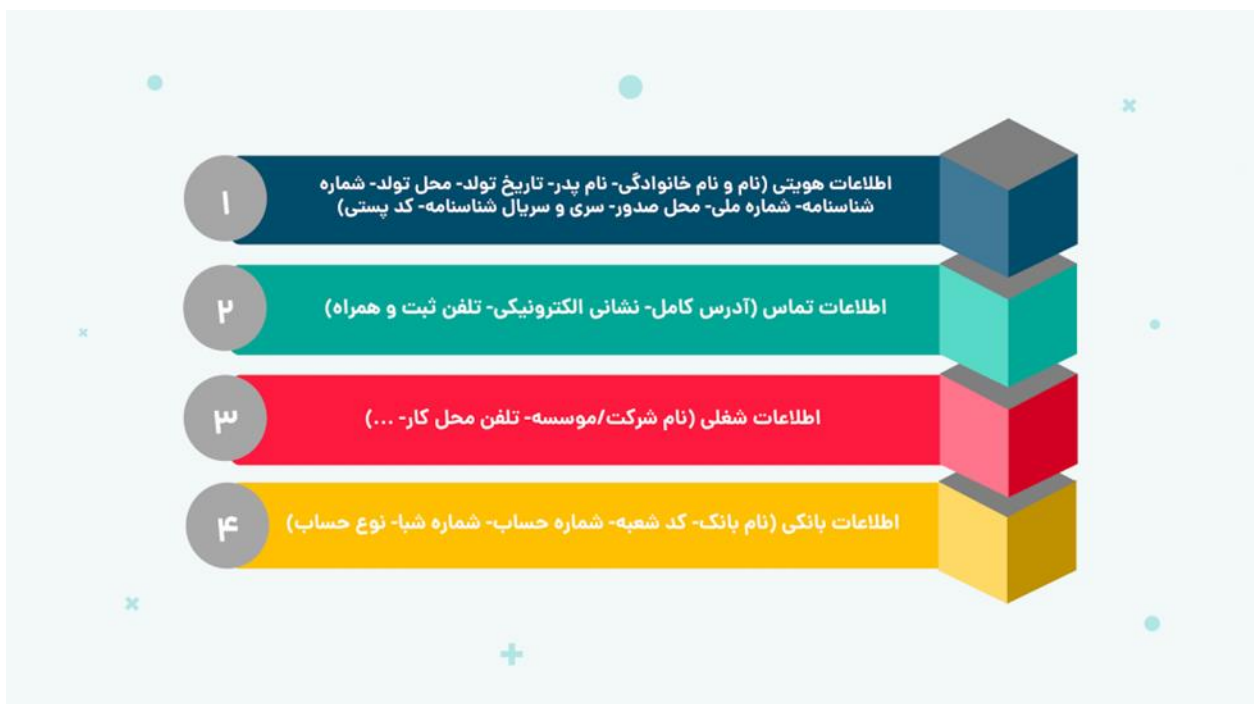 ۱
اطلاعات هویتی (نام و نام خانوادگی- نام پدر- تاریخ تولد- محل تولد- شماره
شناسنامه- شماره ملی- محل صدور- سری و سریال شناسنامه- کد پستی)
۲
اطلاعات تماس (آدرس کامل- نشانی الکترونیکی- تلفن ثبت و همراه)
۳
اطلاعات شغلی (نام شرکت/موسسه- تلفن محل کار- ...)
۴
اطلاعات بانکی (نام بانک- کد شعبه- شماره حساب- شماره شبا- نوع حساب)